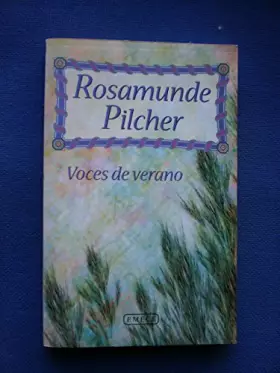 Rosamunde
Pilcher
Voces de verano
EMECÉ